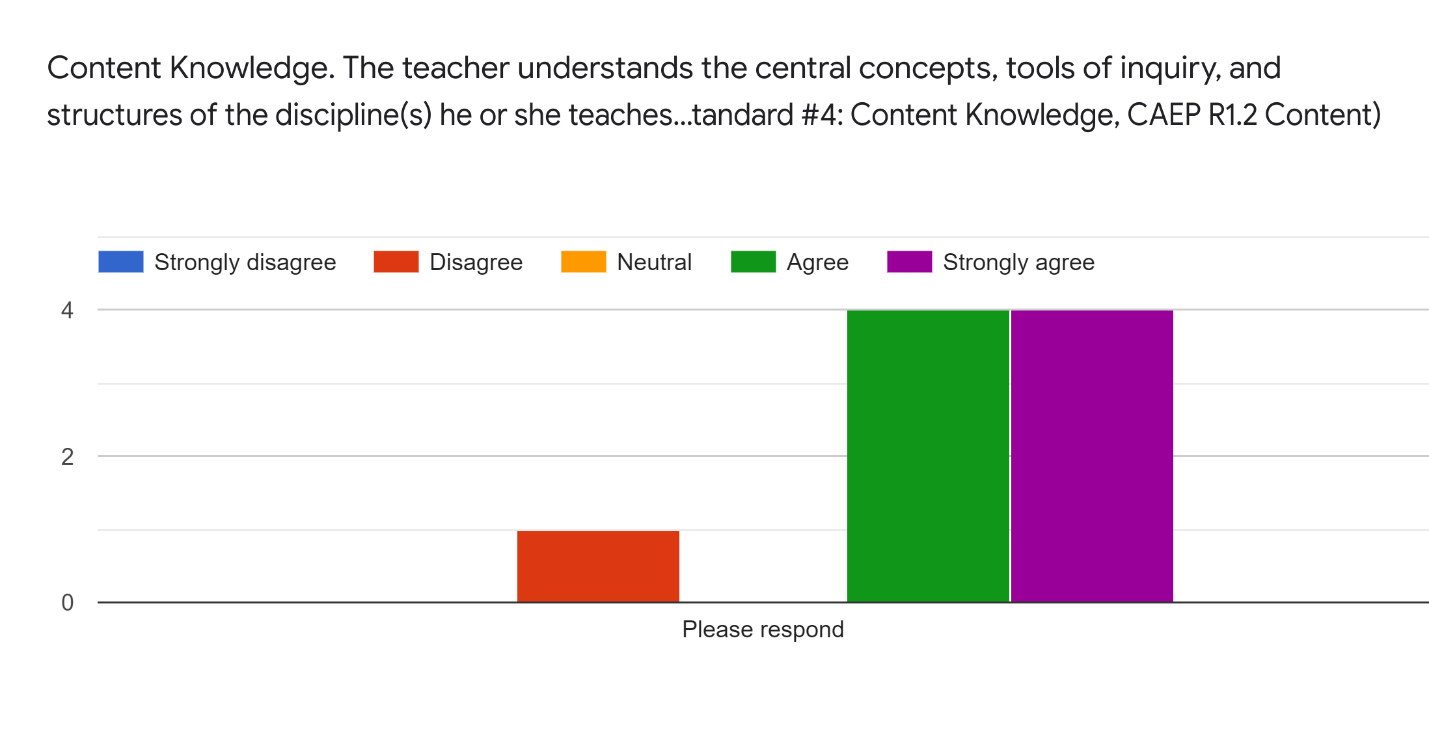 Content Knowledge. The teacher understands the central concepts, tools of inquiry, and
structures of the discipline(s) he or she teaches...tandard #4: Content Knowledge, CAEP R1.2 Content)
Strongly disagree Disagree Neutral Agree Strongly agree
4
2
0
Please respond